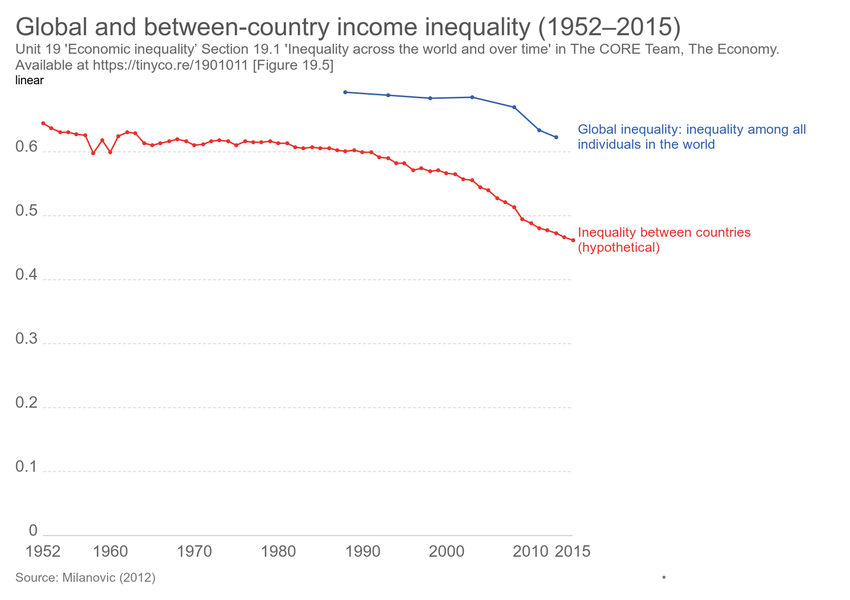 Global and between-country income inequality (1952–2015)
Unit 19 'Economic inequality' Section 19.1 'Inequality across the world and over time' in The CORE Team, The Economy.
Available at https://tinyco.re/1901011 [Figure 19.5]
linear
Global inequality: inequality among all
individuals in the world
0.6
0.5
Inequality between countries
(hypothetical)
0.4
0.3
0.2
0.1
0
1952 1960 1970 1980 1990 2000 2010 2015
Source: Milanovic (2012)